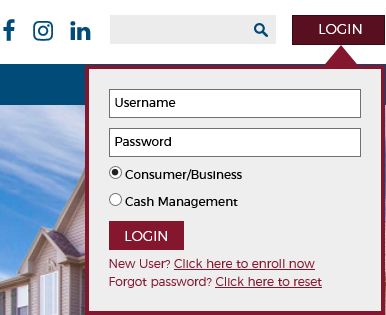 LOGIN
Username
Password
Consumer/Business
Cash Management
LOGIN
New User? Click here to enroll now
Forgot password? Click here to reset